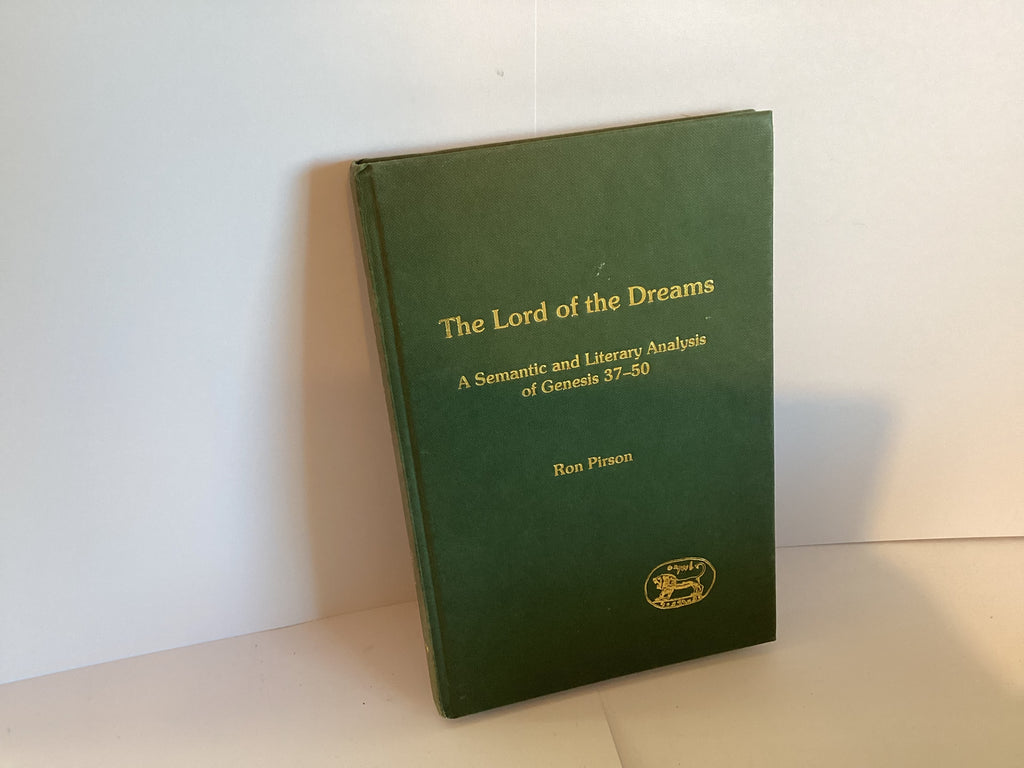 The Lord of the Dreams
A Semantic and Literary Analysis
of Genesis 37–50
Ron Pirson